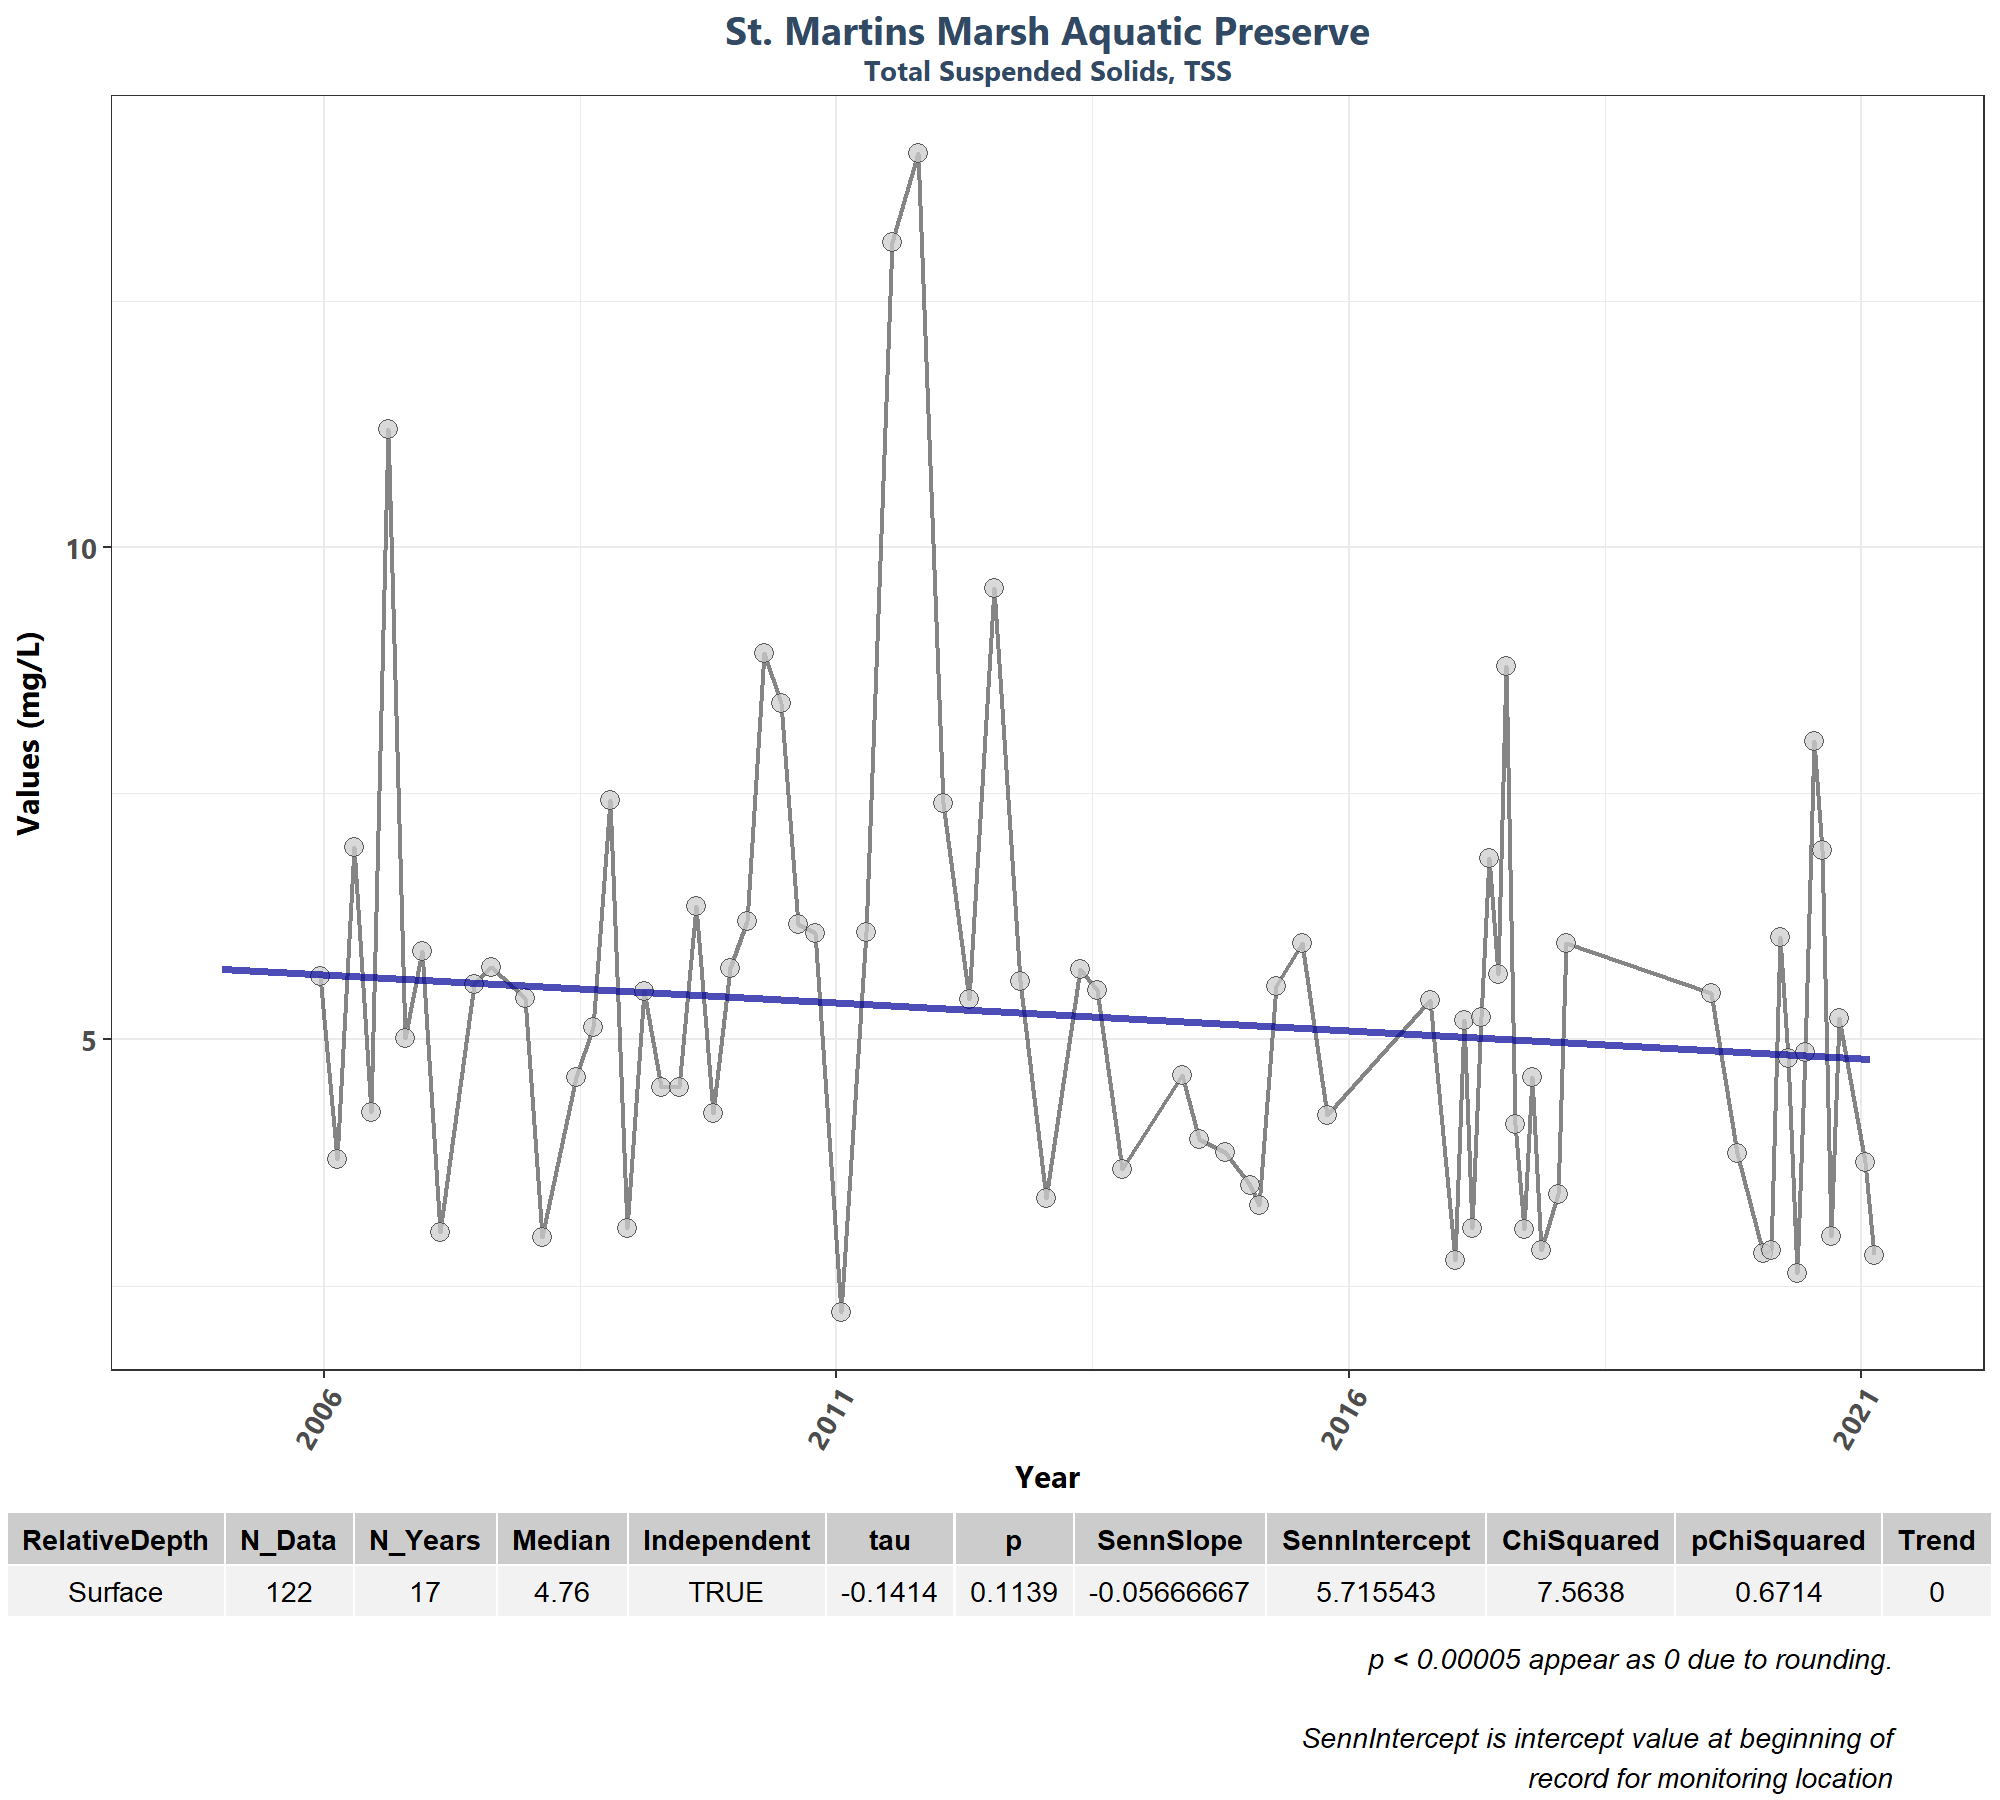 St. Martins Marsh Aquatic Preserve
Total Suspended Solids, TSS
Values (mg/L)
10
5
2006
2011
2016
2021
Year
RelativeDepth N_Data N_Years Median Independent tau p SennSlope SennIntercept ChiSquared pChiSquared Trend
Surface 122 17 4.76 TRUE -0.1414 0.1139 -0.05666667 5.715543 7.5638 0.6714 0
p < 0.00005 appear as 0 due to rounding.
SennIntercept is intercept value at beginning of
record for monitoring location